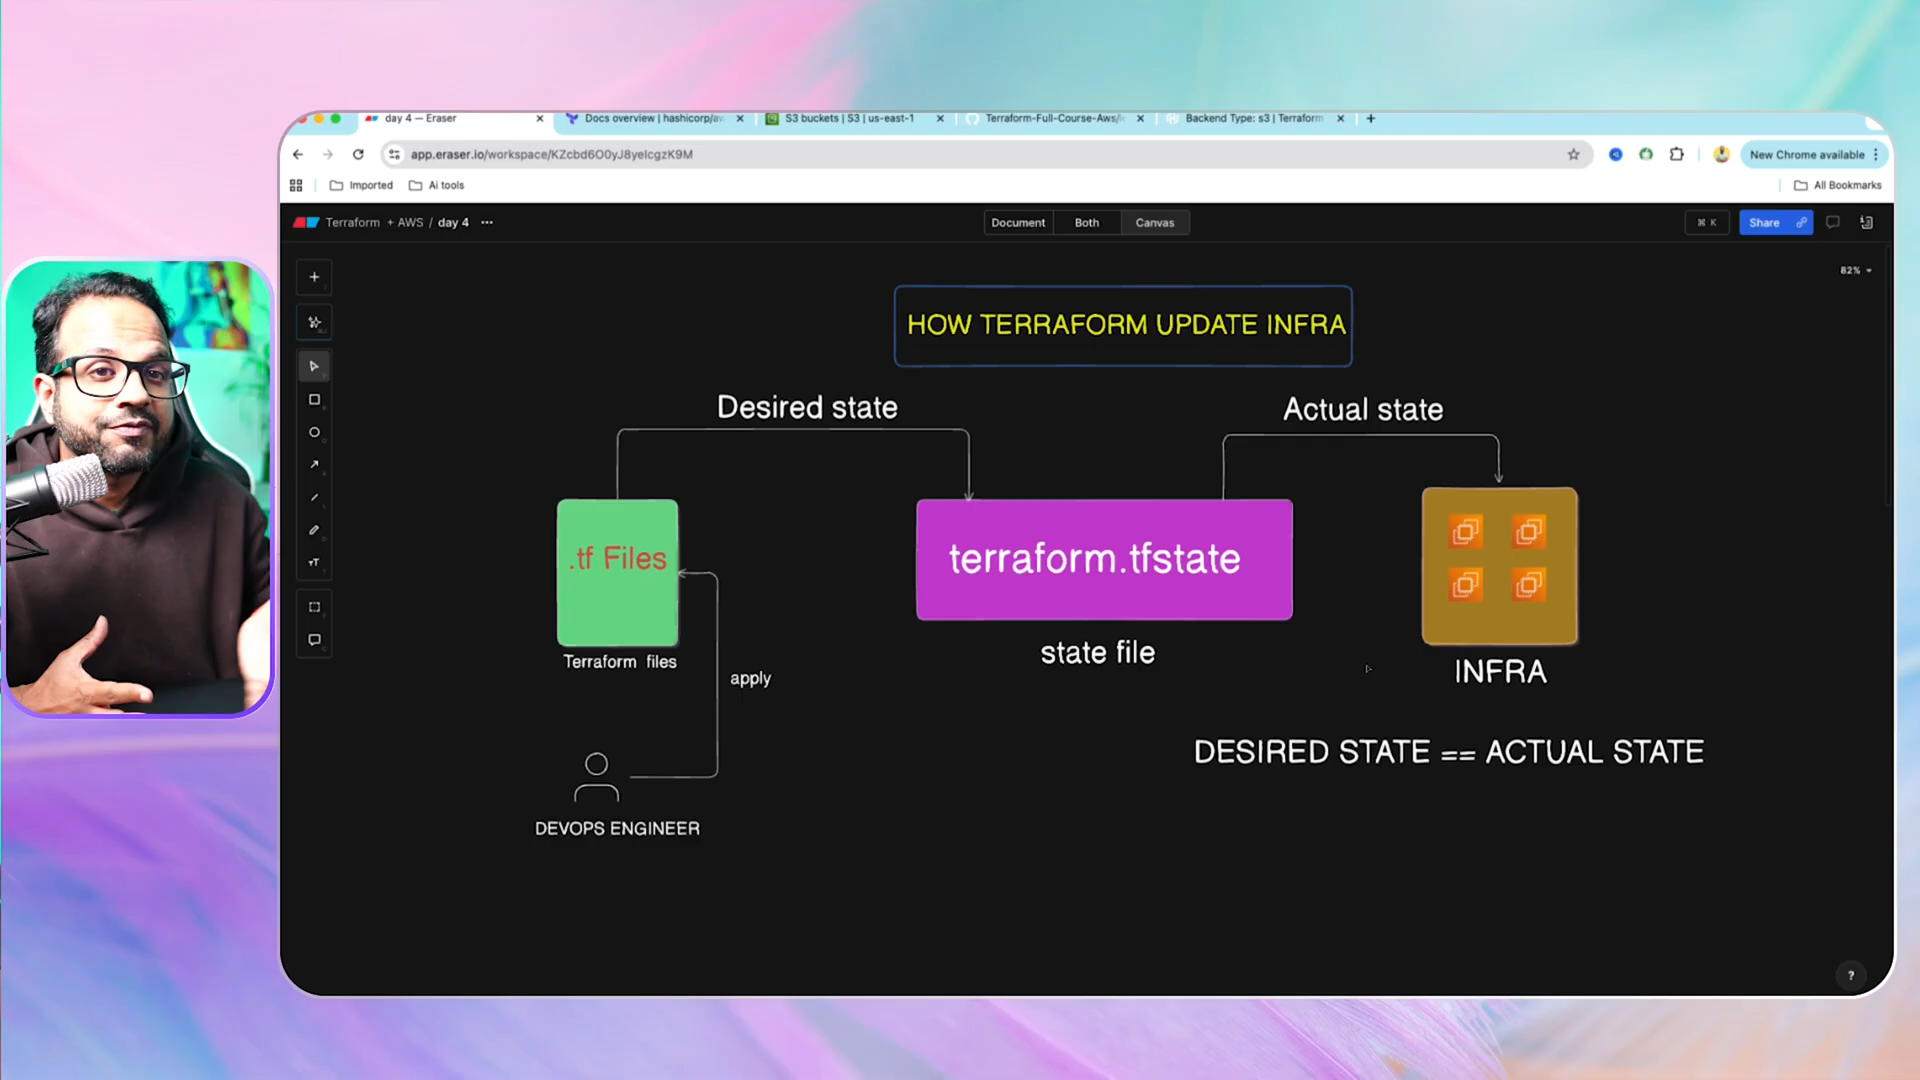 day 4 — Eraser
Docs overview | hashicorp/aw
S3 buckets | S3 | us-east-1
Terraform-Full-Course-Aws/
Backend Type: s3 | Terraform
app.eraser.io/workspace/KZcbd6O0yJ8yelcgzK9M
New Chrome available
Imported
Ai tools
All Bookmarks
Terraform + AWS / day 4 •••
Document
Both
Canvas
⌘ K
Share
82%
HOW TERRAFORM UPDATE INFRA
Desired state
Actual state
.tf Files
terraform.tfstate
Terraform files
state file
INFRA
apply
DESIRED STATE == ACTUAL STATE
DEVOPS ENGINEER
?